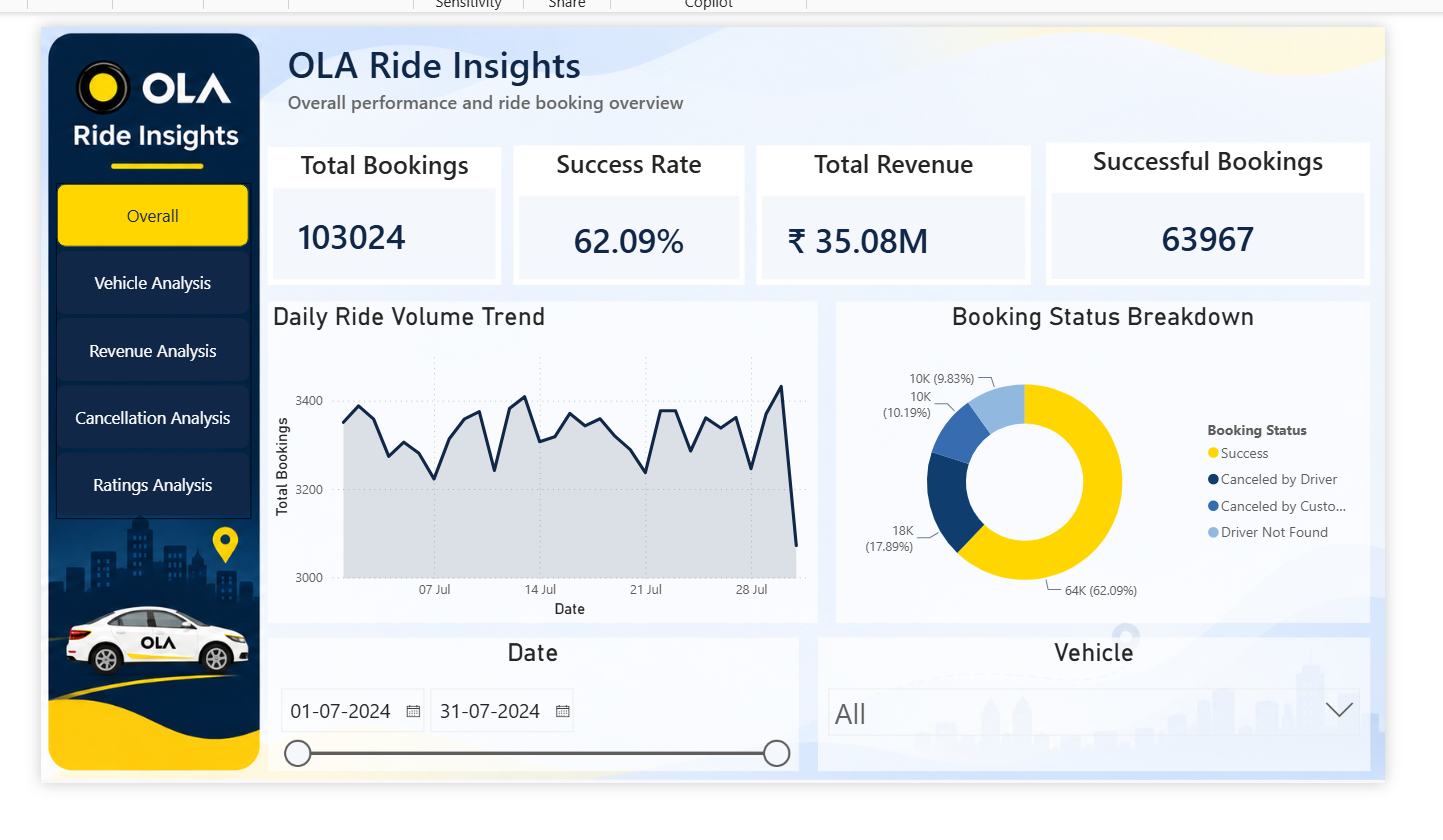 Sensitivity
Share
Copilot
OLA
Ride Insights
Overall
Vehicle Analysis
Revenue Analysis
Cancellation Analysis
Ratings Analysis
OLA
OLA Ride Insights
Overall performance and ride booking overview
Total Bookings
103024
Success Rate
62.09%
Total Revenue
₹ 35.08M
Successful Bookings
63967
Daily Ride Volume Trend
Total Bookings
3400
3200
3000
07 Jul
14 Jul
21 Jul
28 Jul
Date
Booking Status Breakdown
10K (9.83%)
10K
(10.19%)
18K
(17.89%)
64K (62.09%)
Booking Status
Success
Canceled by Driver
Canceled by Custo...
Driver Not Found
Date
01-07-2024
31-07-2024
Vehicle
All